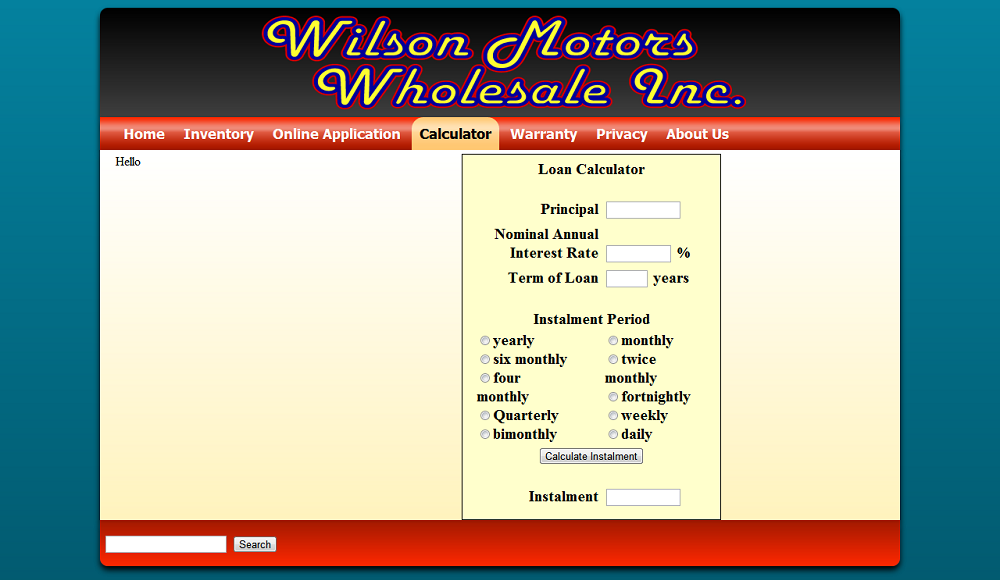 Wilson Motors
Wholesale Inc.
Home Inventory Online Application Calculator Warranty Privacy About Us
Hello
Loan Calculator
Principal
Nominal Annual
Interest Rate %
Term of Loan years
Instalment Period
yearly monthly
six monthly twice
four monthly
monthly fortnightly
Quarterly weekly
bimonthly daily
Calculate Instalment
Instalment
Search